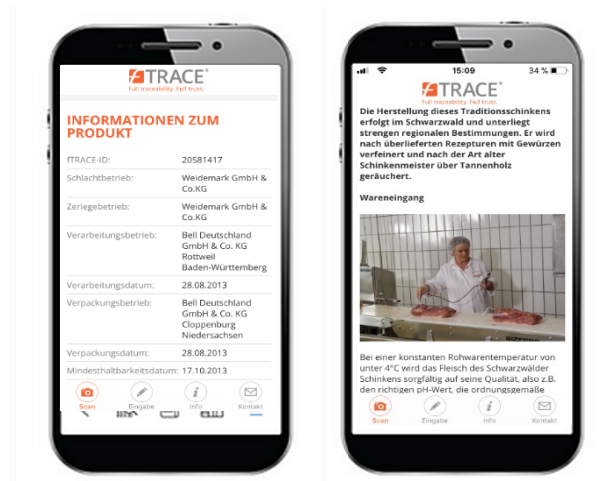 fTRACE®
Full traceability. Full trust.
INFORMATIONEN ZUM
PRODUKT
fTRACE-ID: 20581417
Schlachtbetrieb: Weidemark GmbH &
Co.KG
Zerlegebetrieb: Weidemark GmbH &
Co.KG
Verarbeitungsbetrieb: Bell Deutschland
GmbH & Co. KG
Rottweil
Baden-Württemberg
Verarbeitungsdatum: 28.08.2013
Verpackungsbetrieb: Bell Deutschland
GmbH & Co. KG
Cloppenburg
Niedersachsen
Verpackungsdatum: 28.08.2013
Mindesthaltbarkeitsdatum: 17.10.2013
Scan Eingabe Info Kontakt
15:09 34 %
fTRACE®
Full traceability. Full trust.
Die Herstellung dieses Traditionsschinkens
erfolgt im Schwarzwald und unterliegt
strengen regionalen Bestimmungen. Er wird
nach überlieferten Rezepturen mit Gewürzen
verfeinert und nach der Art alter
Schinkenmeister über Tannenholz
geräuchert.
Wareneingang
Bei einer konstanten Rohwarentemperatur von
unter 4°C wird das Fleisch des Schwarzwälder
Schinkens sorgfältig auf seine Qualität, also z.B.
den richtigen pH-Wert, die ordnungsgemäße
Scan Eingabe Info Kontakt